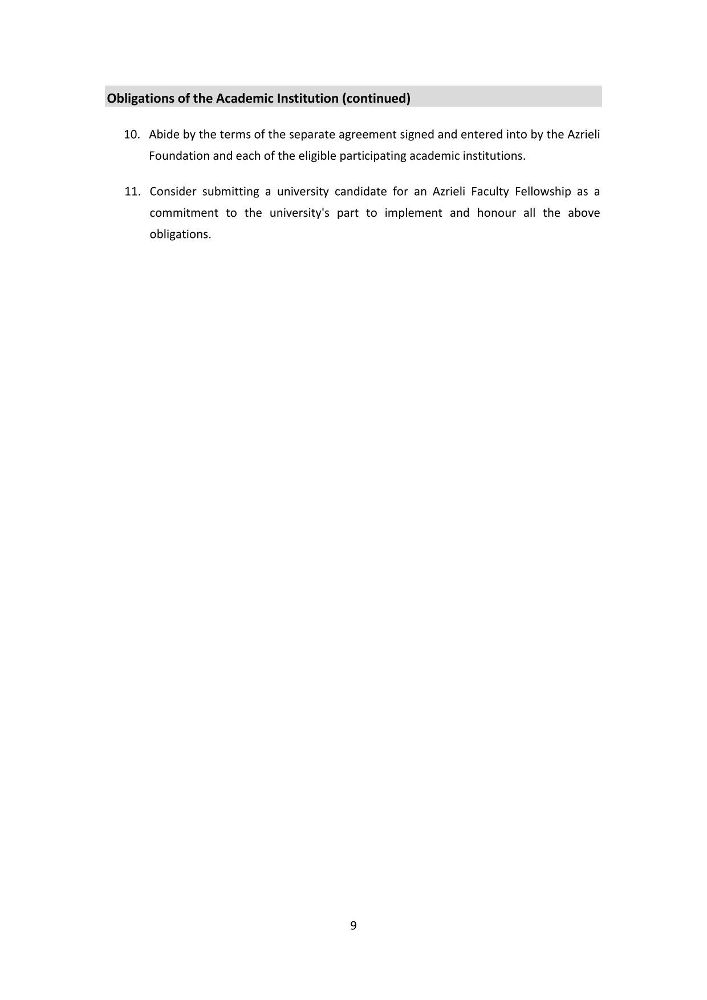 Obligations of the Academic Institution (continued)
10. Abide by the terms of the separate agreement signed and entered into by the Azrieli
Foundation and each of the eligible participating academic institutions.
11. Consider submitting a university candidate for an Azrieli Faculty Fellowship as a
commitment to the university's part to implement and honour all the above
obligations.
9